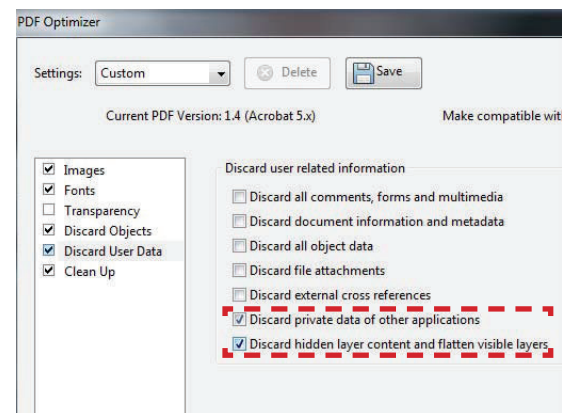 PDF Optimizer
Settings: Custom Delete Save
Current PDF Version: 1.4 (Acrobat 5.x) Make compatible
Images
Fonts
Transparency
Discard Objects
Discard User Data
Clean Up
Discard user related information
Discard all comments, forms and multimedia
Discard document information and metadata
Discard all object data
Discard file attachments
Discard external cross references
Discard private data of other applications
Discard hidden layer content and flatten visible layers